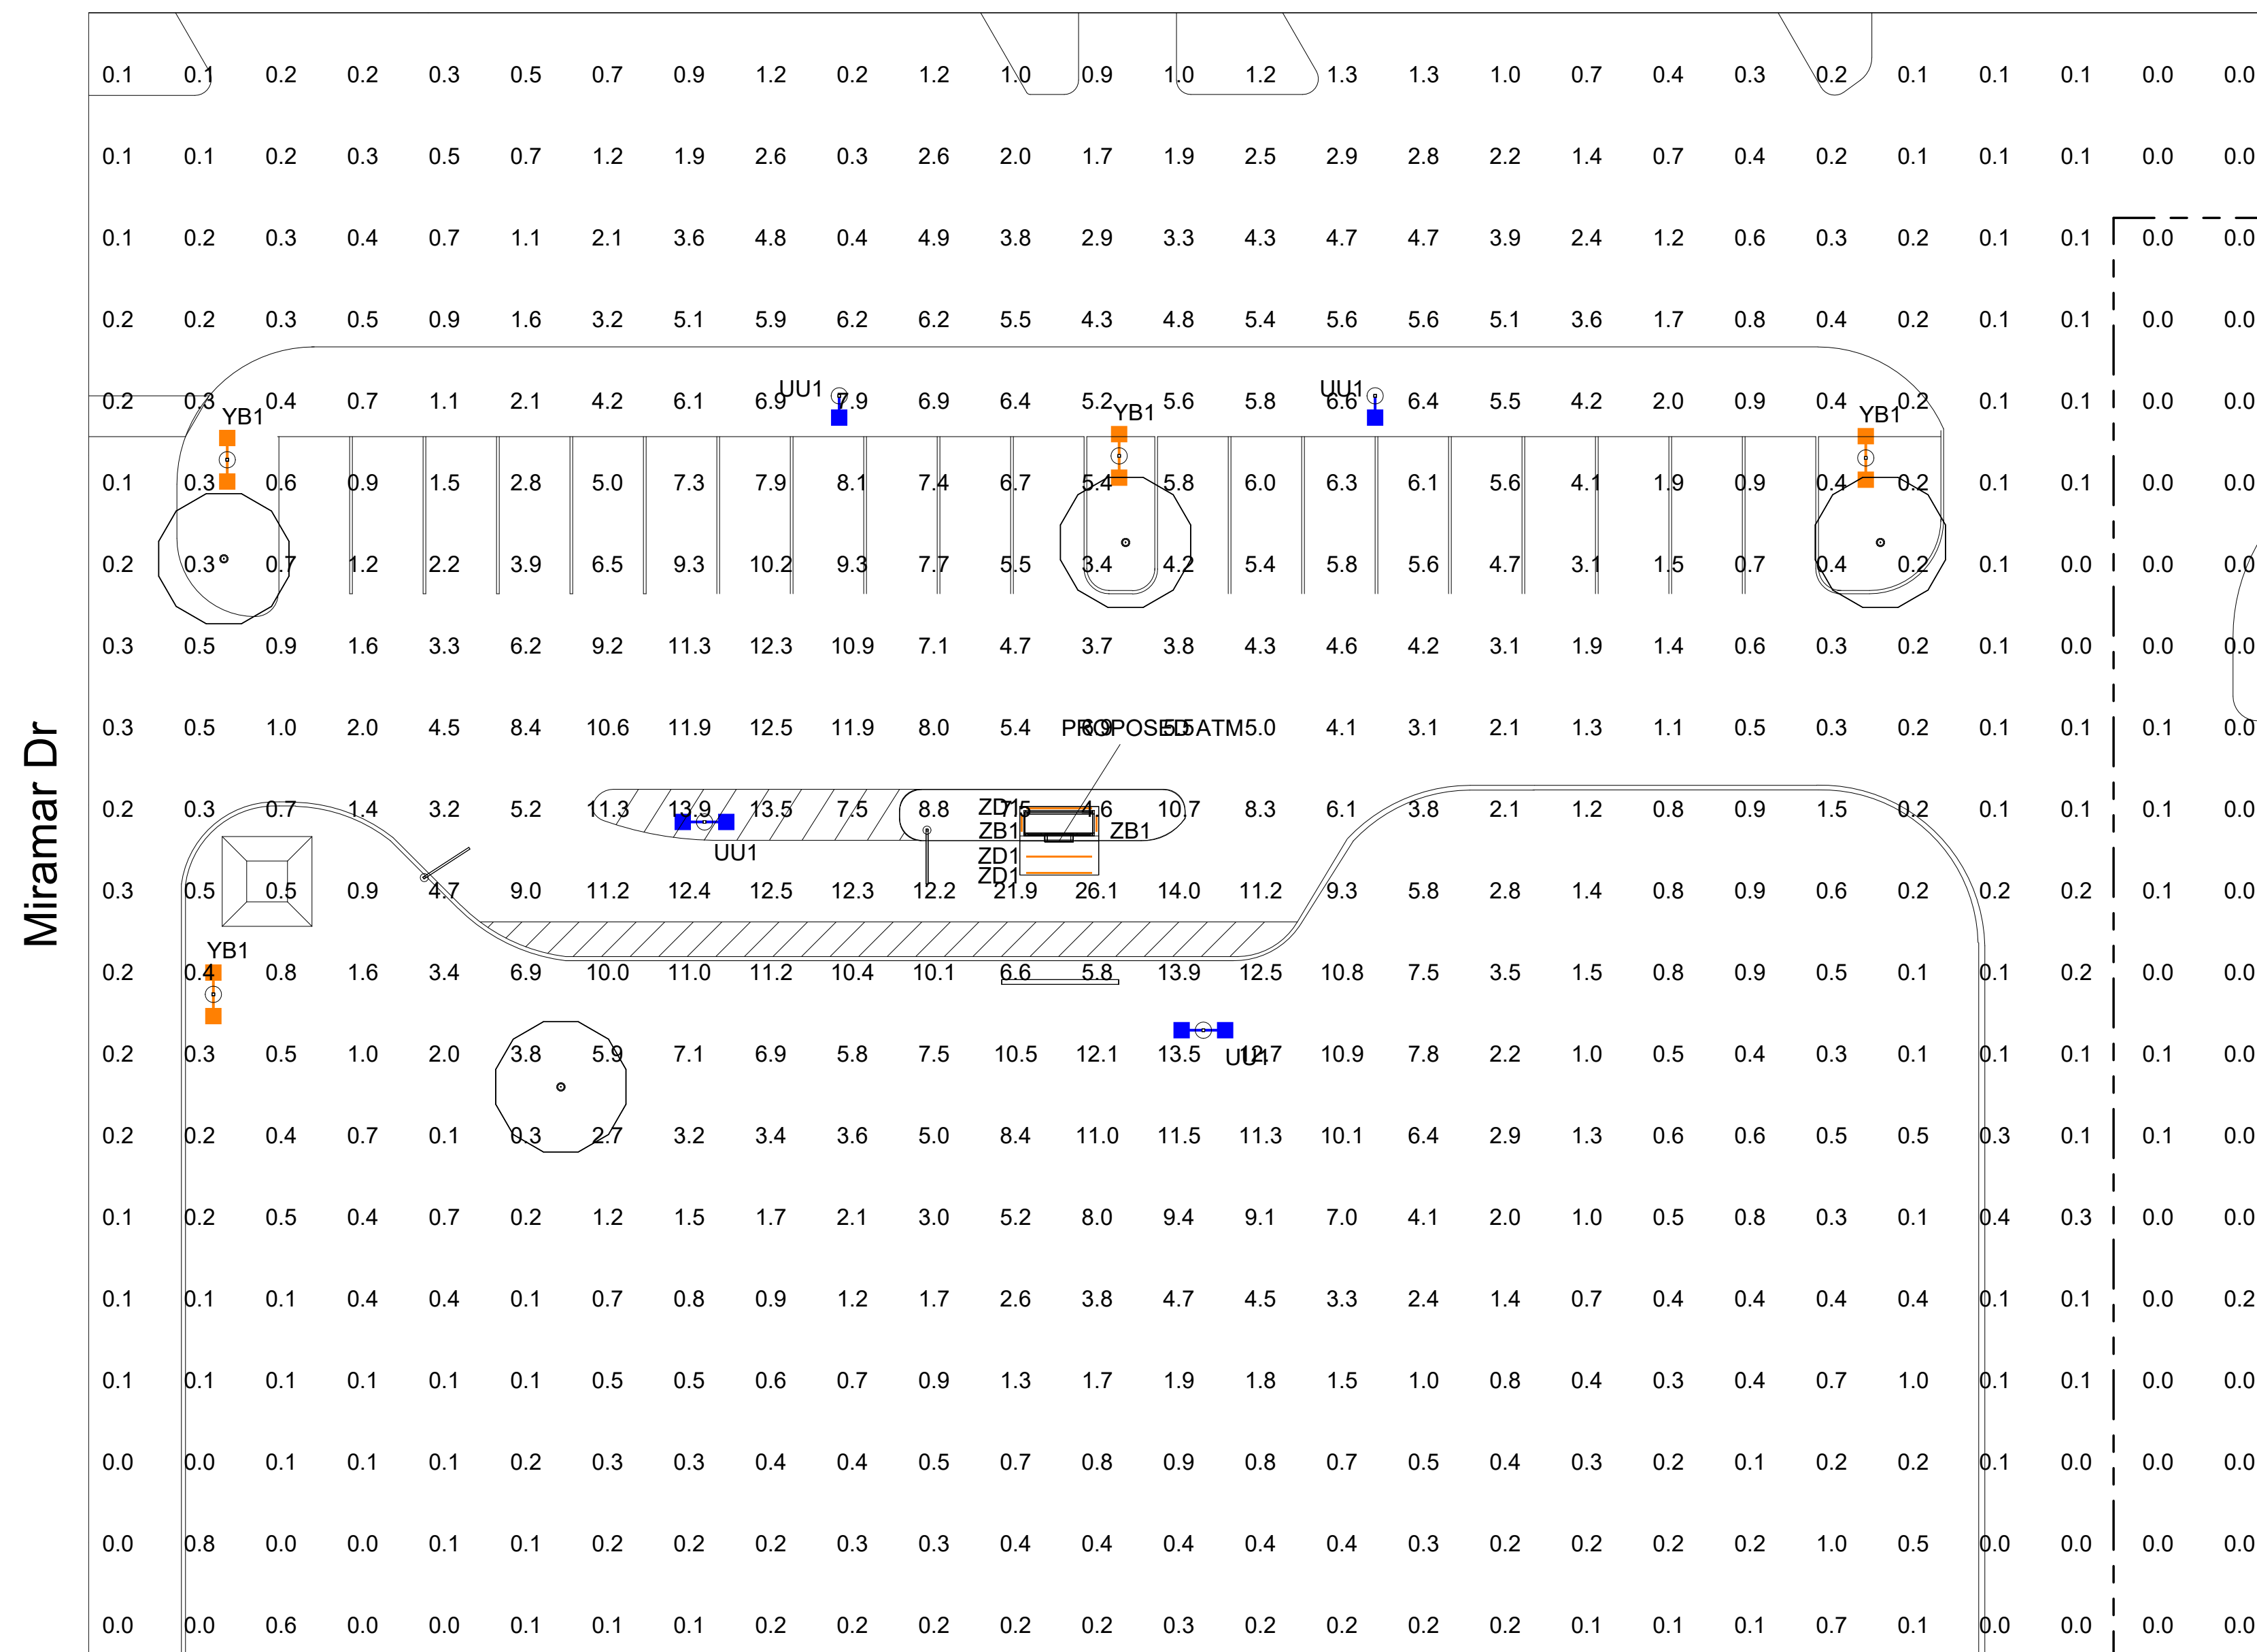 0.1 0.1 0.2 0.2 0.3 0.5 0.7 0.9 1.2 0.2 1.2 1.0 0.9 1.0 1.2 1.3 1.3 1.0 0.7 0.4 0.3 0.2 0.1 0.1 0.1 0.0 0.0
0.1 0.1 0.2 0.3 0.5 0.7 1.2 1.9 2.6 0.3 2.6 2.0 1.7 1.9 2.5 2.9 2.8 2.2 1.4 0.7 0.4 0.2 0.1 0.1 0.1 0.0 0.0
0.1 0.2 0.3 0.4 0.7 1.1 2.1 3.6 4.8 0.4 4.9 3.8 2.9 3.3 4.3 4.7 4.7 3.9 2.4 1.2 0.6 0.3 0.2 0.1 0.1 0.0 0.0
0.2 0.2 0.3 0.5 0.9 1.6 3.2 5.1 5.9 6.2 6.2 5.5 4.3 4.8 5.4 5.6 5.6 5.1 3.6 1.7 0.8 0.4 0.2 0.1 0.1 0.0 0.0
UU1 UU1
0.2 0.3 0.4 0.7 1.1 2.1 4.2 6.1 6.9 7.9 6.9 6.4 5.2 5.6 5.8 6.6 6.4 5.5 4.2 2.0 0.9 0.4 0.2 0.1 0.1 0.0 0.0
YB1 YB1 YB1
0.1 0.3 0.6 0.9 1.5 2.8 5.0 7.3 7.9 8.1 7.4 6.7 5.4 5.8 6.0 6.3 6.1 5.6 4.1 1.9 0.9 0.4 0.2 0.1 0.1 0.0 0.0
0.2 0.3 0.7 1.2 2.2 3.9 6.5 9.3 10.2 9.3 7.7 5.5 3.4 4.2 5.4 5.8 5.6 4.7 3.1 1.5 0.7 0.4 0.2 0.1 0.0 0.0 0.0
0.3 0.5 0.9 1.6 3.3 6.2 9.2 11.3 12.3 10.9 7.1 4.7 3.7 3.8 4.3 4.6 4.2 3.1 1.9 1.4 0.6 0.3 0.2 0.1 0.0 0.0 0.0
0.3 0.5 1.0 2.0 4.5 8.4 10.6 11.9 12.5 11.9 8.0 5.4 6.9 5.5 5.0 4.1 3.1 2.1 1.3 1.1 0.5 0.3 0.2 0.1 0.1 0.1 0.0
PROPOSED ATM
Miramar Dr
0.2 0.3 0.7 1.4 3.2 5.2 11.3 13.9 13.5 7.5 8.8 7.5 4.6 10.7 8.3 6.1 3.8 2.1 1.2 0.8 0.9 1.5 0.2 0.1 0.1 0.1 0.0
ZD1
ZB1 ZB1
UU1
ZD1
ZD1
0.3 0.5 0.5 0.9 4.7 9.0 11.2 12.4 12.5 12.3 12.2 21.9 26.1 14.0 11.2 9.3 5.8 2.8 1.4 0.8 0.9 0.6 0.2 0.2 0.2 0.1 0.0
YB1
0.2 0.4 0.8 1.6 3.4 6.9 10.0 11.0 11.2 10.4 10.1 6.6 5.8 13.9 12.5 10.8 7.5 3.5 1.5 0.8 0.9 0.5 0.1 0.1 0.2 0.0 0.0
0.2 0.3 0.5 1.0 2.0 3.8 5.9 7.1 6.9 5.8 7.5 10.5 12.1 13.5 12.7 10.9 7.8 2.2 1.0 0.5 0.4 0.3 0.1 0.1 0.1 0.1 0.0
UU1
0.2 0.2 0.4 0.7 0.1 0.3 2.7 3.2 3.4 3.6 5.0 8.4 11.0 11.5 11.3 10.1 6.4 2.9 1.3 0.6 0.6 0.5 0.5 0.3 0.1 0.1 0.0
0.1 0.2 0.5 0.4 0.7 0.2 1.2 1.5 1.7 2.1 3.0 5.2 8.0 9.4 9.1 7.0 4.1 2.0 1.0 0.5 0.8 0.3 0.1 0.4 0.3 0.0 0.0
0.1 0.1 0.1 0.4 0.4 0.1 0.7 0.8 0.9 1.2 1.7 2.6 3.8 4.7 4.5 3.3 2.4 1.4 0.7 0.4 0.4 0.4 0.4 0.1 0.1 0.0 0.2
0.1 0.1 0.1 0.1 0.1 0.1 0.5 0.5 0.6 0.7 0.9 1.3 1.7 1.9 1.8 1.5 1.0 0.8 0.4 0.3 0.4 0.7 1.0 0.1 0.1 0.0 0.0
0.0 0.0 0.1 0.1 0.1 0.2 0.3 0.3 0.4 0.4 0.5 0.7 0.8 0.9 0.8 0.7 0.5 0.4 0.3 0.2 0.1 0.2 0.2 0.1 0.0 0.0 0.0
0.0 0.8 0.0 0.0 0.1 0.1 0.2 0.2 0.2 0.3 0.3 0.4 0.4 0.4 0.4 0.4 0.3 0.2 0.2 0.2 0.2 1.0 0.5 0.0 0.0 0.0 0.0
0.0 0.0 0.6 0.0 0.0 0.1 0.1 0.1 0.2 0.2 0.2 0.2 0.2 0.3 0.2 0.2 0.2 0.2 0.1 0.1 0.1 0.7 0.1 0.0 0.0 0.0 0.0